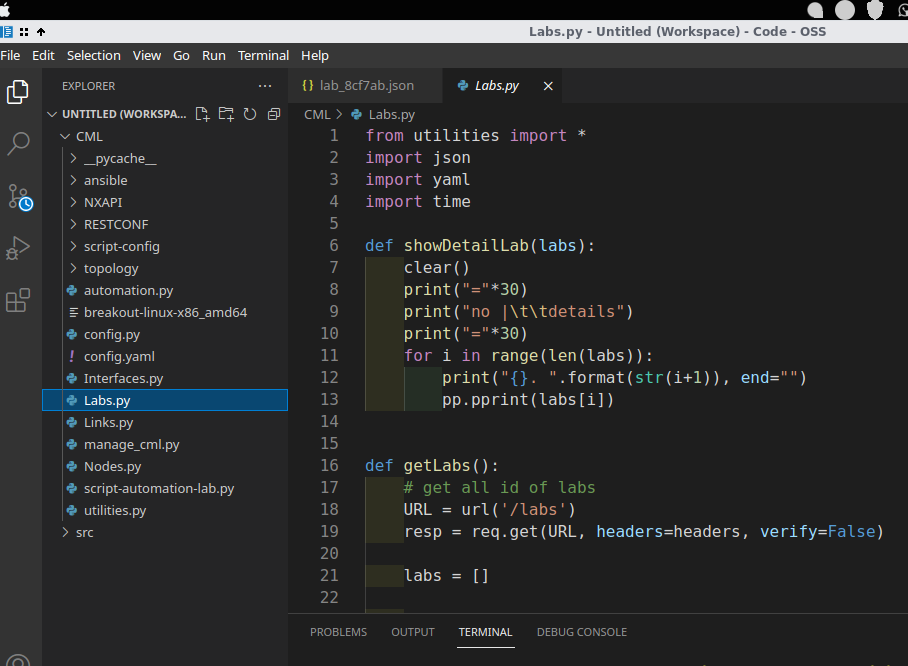 Labs.py - Untitled (Workspace) - Code - OSS
File Edit Selection View Go Run Terminal Help
EXPLORER ...
UNTITLED (WORKSPA...
CML
__pycache__
ansible
NXAPI
RESTCONF
script-config
topology
automation.py
breakout-linux-x86_amd64
config.py
! config.yaml
Interfaces.py
Labs.py
Links.py
manage_cml.py
Nodes.py
script-automation-lab.py
utilities.py
src
{} lab_8cf7ab.json Labs.py ×
CML > Labs.py
1 from utilities import *
2 import json
3 import yaml
4 import time
5
6 def showDetailLab(labs):
7 clear()
8 print("="*30)
9 print("no |\t\tdetails")
10 print("="*30)
11 for i in range(len(labs)):
12 print("{}. ".format(str(i+1)), end="")
13 pp.pprint(labs[i])
14
15
16 def getLabs():
17 # get all id of labs
18 URL = url('/labs')
19 resp = req.get(URL, headers=headers, verify=False)
20
21 labs = []
22
PROBLEMS OUTPUT TERMINAL DEBUG CONSOLE